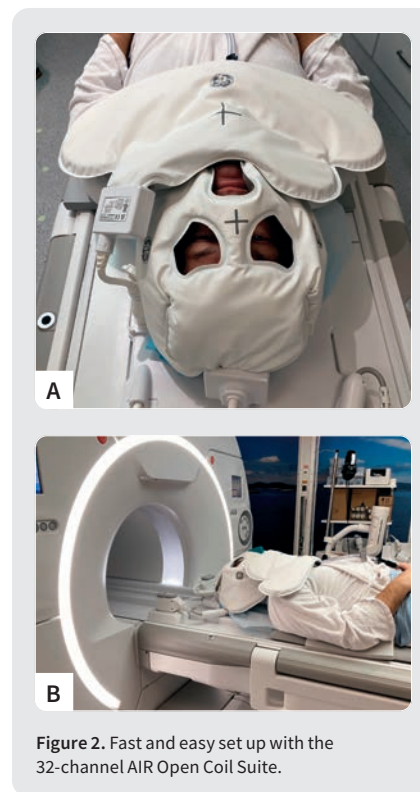 A
B
Figure 2. Fast and easy set up with the
32-channel AIR Open Coil Suite.